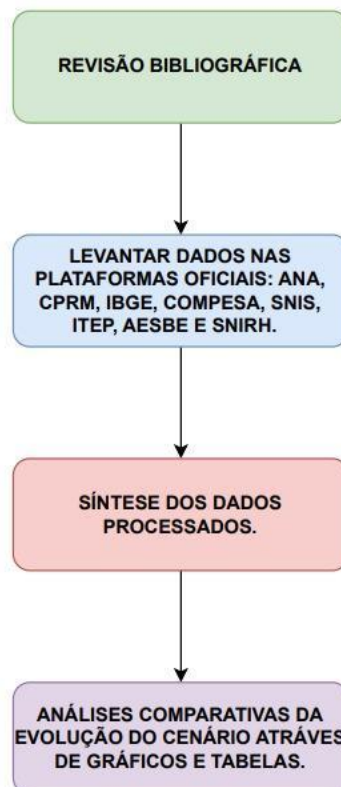 REVISÃO BIBLIOGRÁFICA
LEVANTAR DADOS NAS
PLATAFORMAS OFICIAIS: ANA,
CPRM, IBGE, COMPESA, SNIS,
ITEP, AESBE E SNIRH.
SÍNTESE DOS DADOS
PROCESSADOS.
ANÁLISES COMPARATIVAS DA
EVOLUÇÃO DO CENÁRIO ATRÁVES
DE GRÁFICOS E TABELAS.